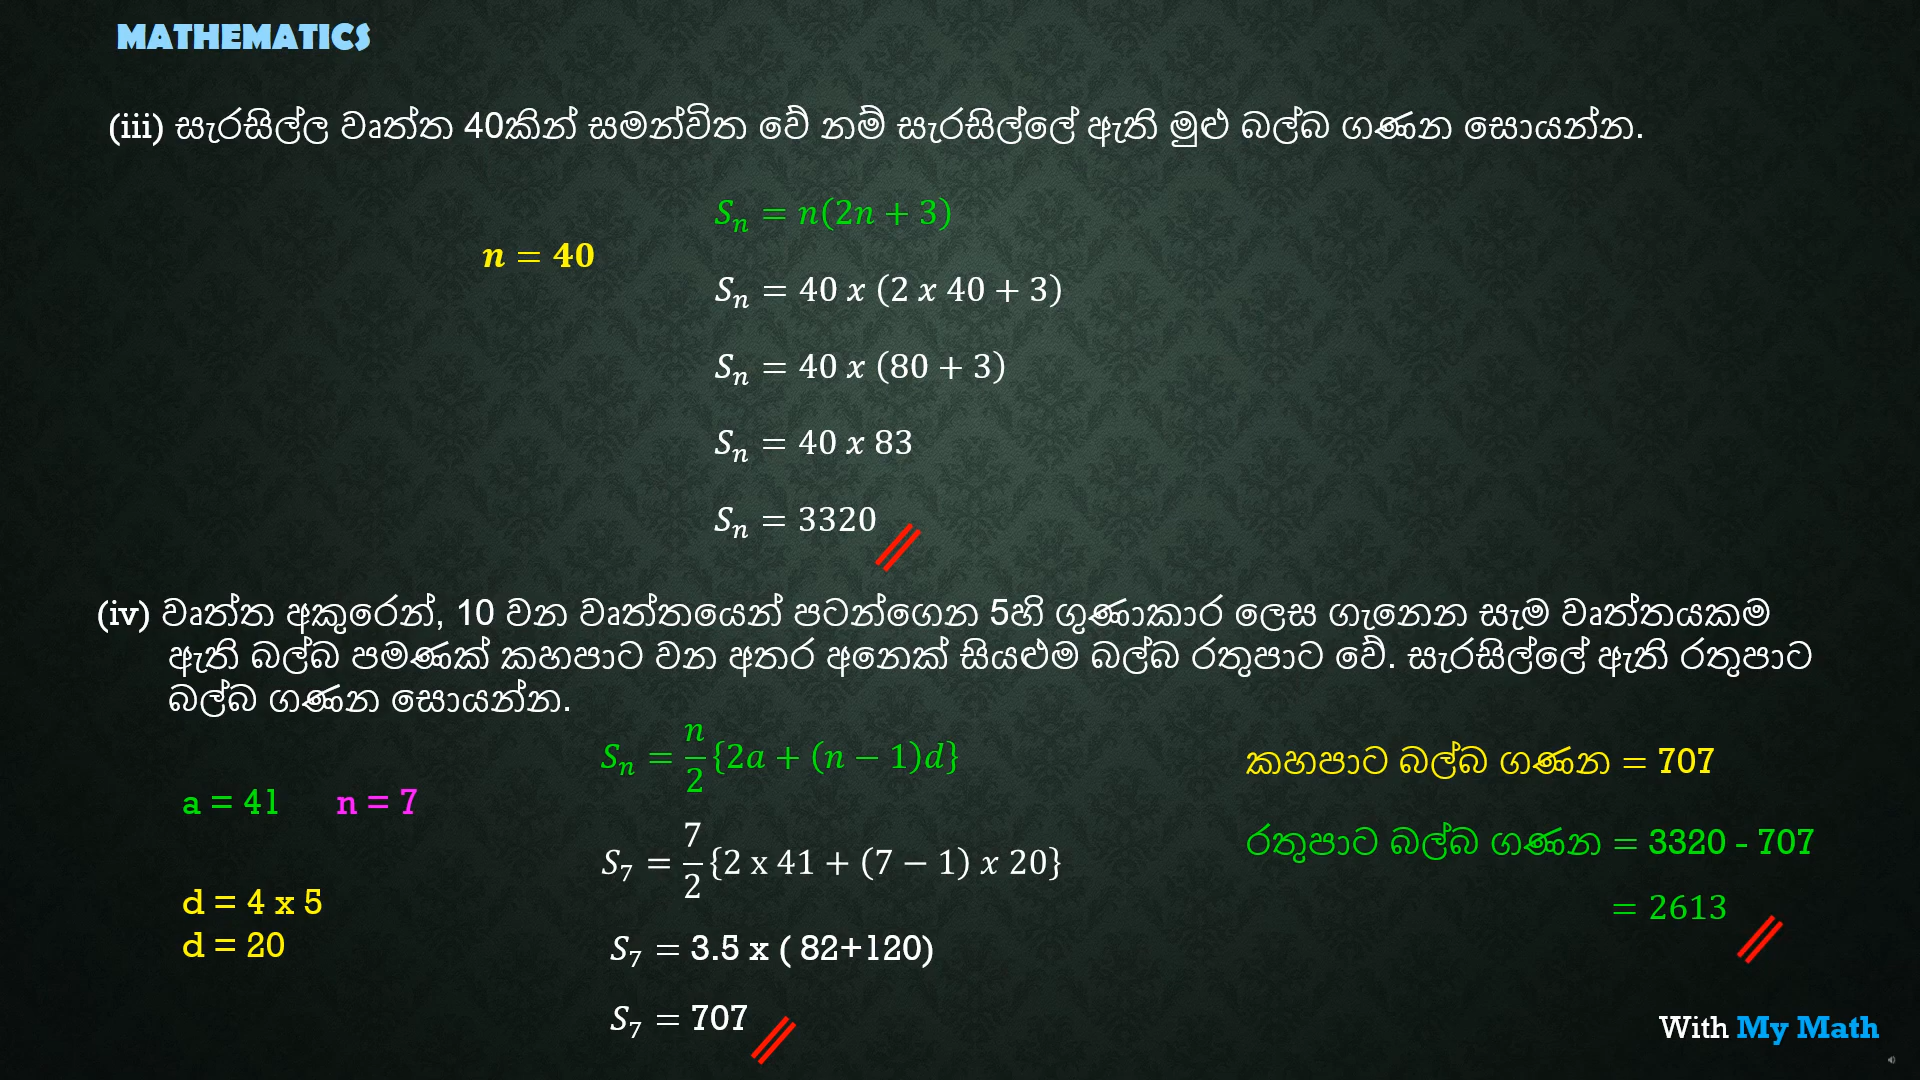 MATHEMATICS
(iii) සැරසිල්ල වෘත්ත 40කින් සමන්විත වේ නම් සැරසිල්ලේ ඇති මුළු බල්බ ගණන සොයන්න.
Sₙ = n(2n + 3)
n = 40
Sₙ = 40 x (2 x 40 + 3)
Sₙ = 40 x (80 + 3)
Sₙ = 40 x 83
Sₙ = 3320
(iv) වෘත්ත අතුරෙන්, 10 වන වෘත්තයෙන් පටන්ගෙන 5හි ගුණාකාර ලෙස ගැනෙන සැම වෘත්තයකම
ඇති බල්බ පමණක් කහපාට වන අතර අනෙක් සියළුම බල්බ රතුපාට වේ. සැරසිල්ලේ ඇති රතුපාට
බල්බ ගණන සොයන්න.
Sₙ = n/2 {2a + (n − 1)d}
a = 41 n = 7
S₇ = 7/2 {2 x 41 + (7 − 1) x 20}
d = 4 x 5
d = 20
S₇ = 3.5 x ( 82+120)
S₇ = 707
කහපාට බල්බ ගණන = 707
රතුපාට බල්බ ගණන = 3320 - 707
= 2613
With My Math